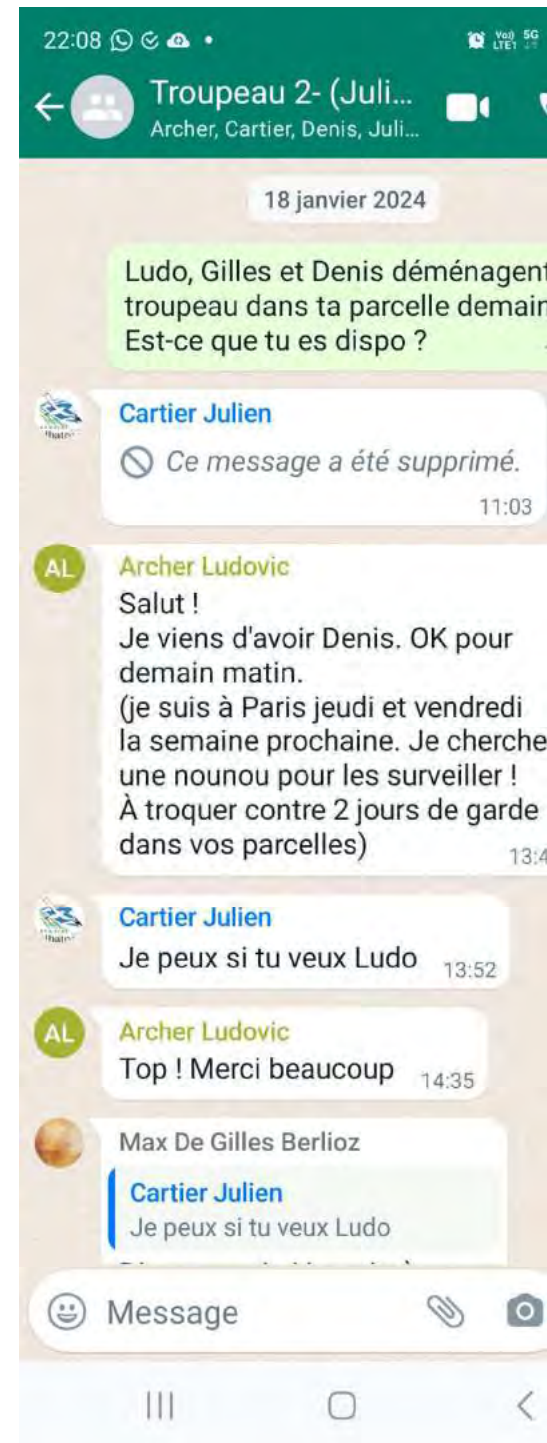 22:08
Vo)) 5G
LTE1
Troupeau 2- (Juli...
Archer, Cartier, Denis, Juli...
18 janvier 2024
Ludo, Gilles et Denis déménagent
troupeau dans ta parcelle demain
Est-ce que tu es dispo ?
Cartier Julien
Ce message a été supprimé.
11:03
AL
Archer Ludovic
Salut !
Je viens d'avoir Denis. OK pour
demain matin.
(je suis à Paris jeudi et vendredi
la semaine prochaine. Je cherche
une nounou pour les surveiller !
À troquer contre 2 jours de garde
dans vos parcelles)
13:4
Cartier Julien
Je peux si tu veux Ludo
13:52
AL
Archer Ludovic
Top ! Merci beaucoup
14:35
Max De Gilles Berlioz
Cartier Julien
Je peux si tu veux Ludo
Message